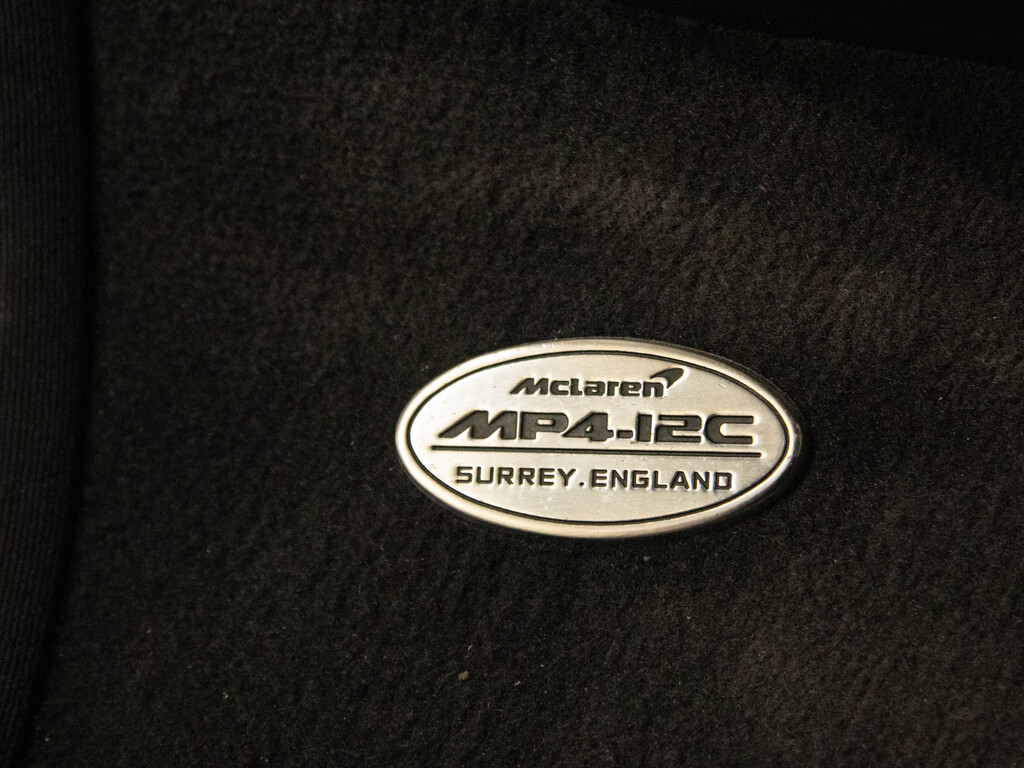 McLaren
MP4-12C
SURREY.ENGLAND